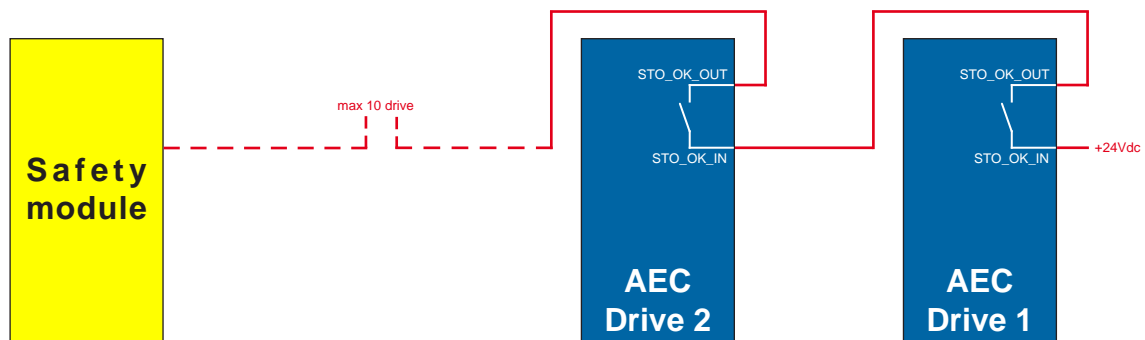 Safety
module
max 10 drive
STO_OK_OUT
STO_OK_IN
AEC
Drive 2
STO_OK_OUT
STO_OK_IN
+24Vdc
AEC
Drive 1